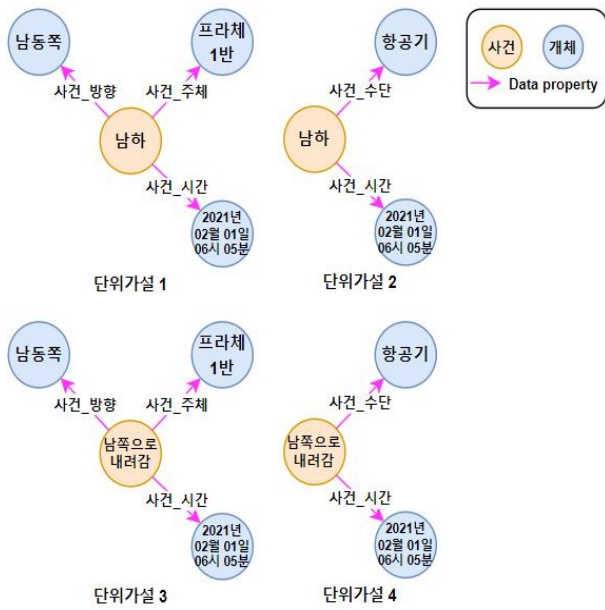 남동쪽
프라체
1반
사건_방향
사건_주체
남하
사건_시간
2021년
02월 01일
06시 05분
단위가설 1
항공기
사건_수단
남하
사건_시간
2021년
02월 01일
06시 05분
단위가설 2
사건
개체
Data property
남동쪽
프라체
1반
사건_방향
사건_주체
남쪽으로
내려감
사건_시간
2021년
02월 01일
06시 05분
단위가설 3
항공기
사건_수단
남쪽으로
내려감
사건_시간
2021년
02월 01일
06시 05분
단위가설 4